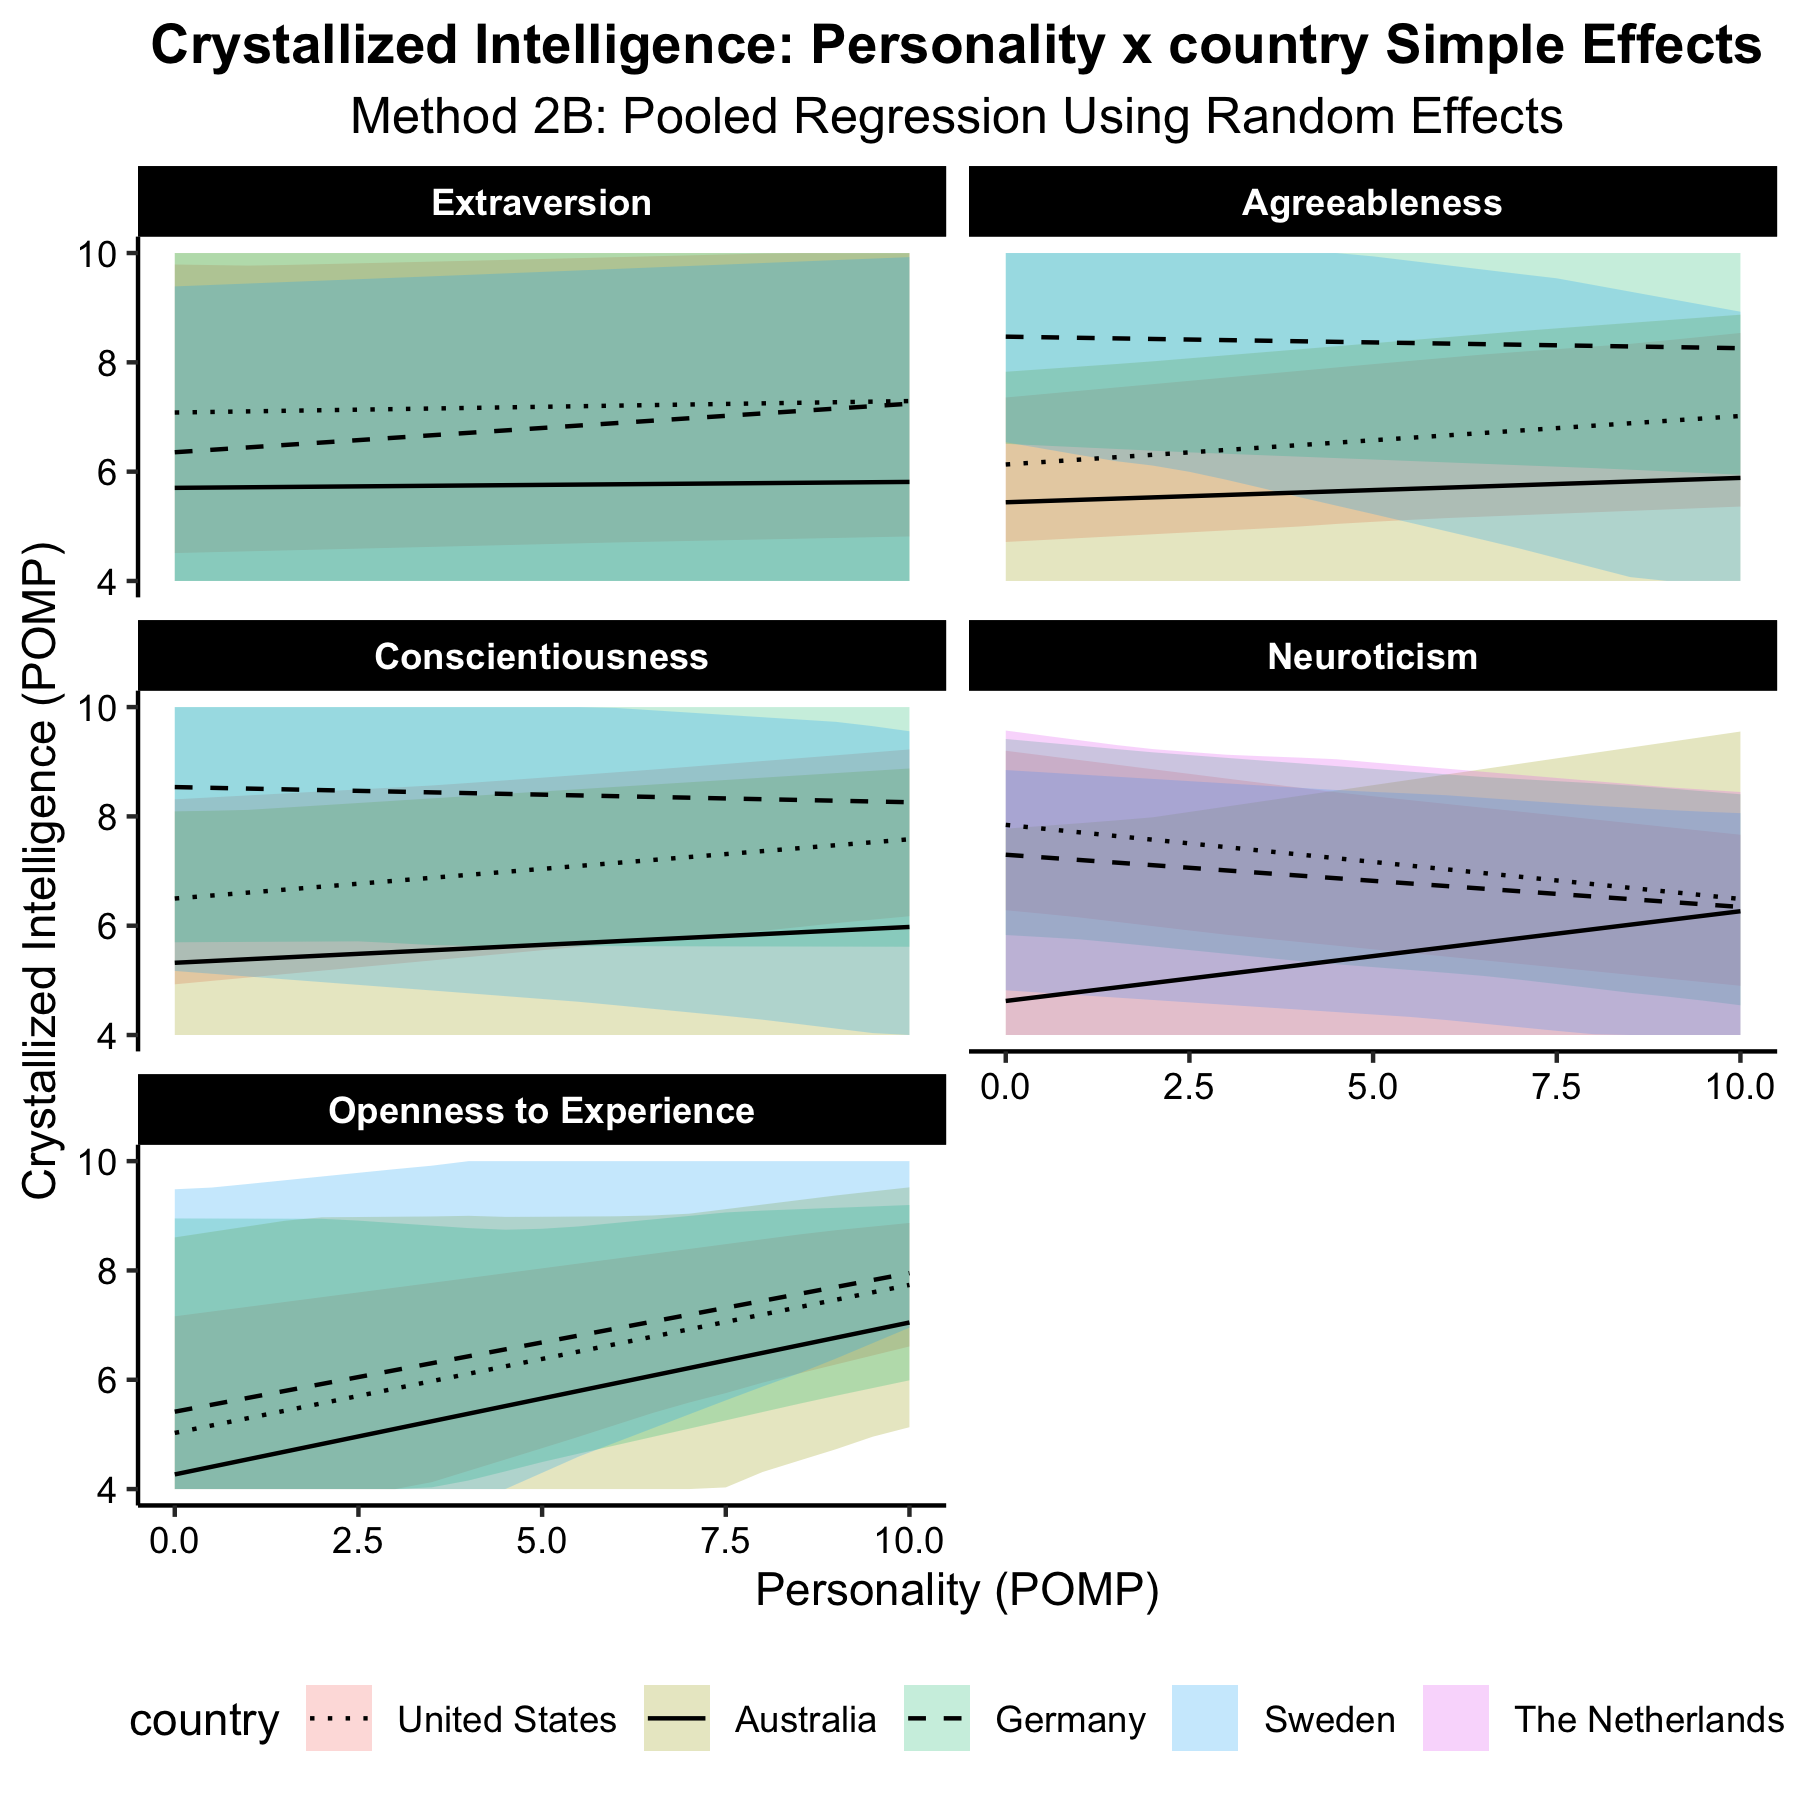 Crystallized Intelligence: Personality x country Simple Effects
Method 2B: Pooled Regression Using Random Effects
Extraversion
Agreeableness
10
8
6
4
Conscientiousness
Neuroticism
10
8
6
4
0.0 2.5 5.0 7.5 10.0
Openness to Experience
10
8
6
4
0.0 2.5 5.0 7.5 10.0
Crystallized Intelligence (POMP)
Personality (POMP)
country United States Australia Germany Sweden The Netherlands